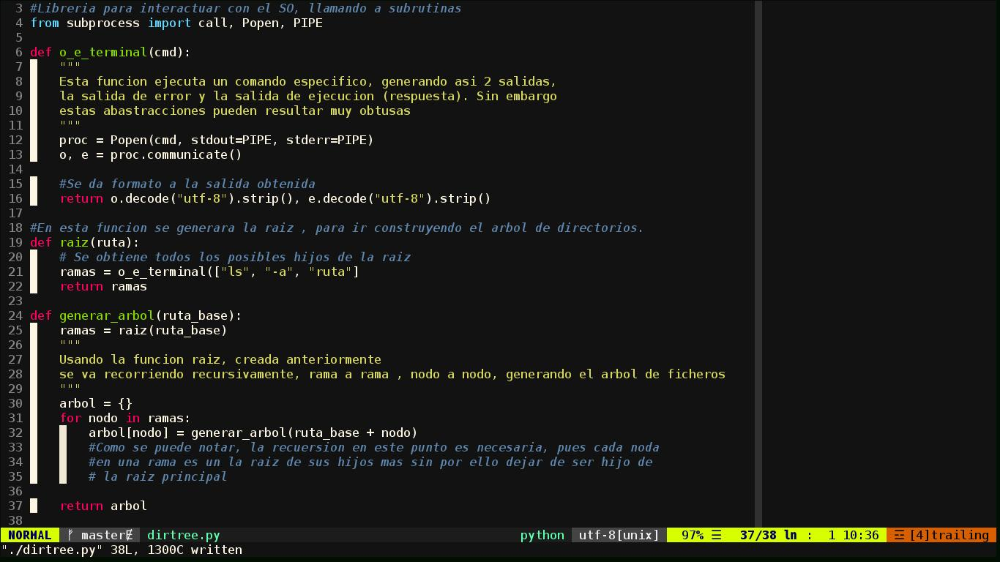 3 #Libreria para interactuar con el SO, llamando a subrutinas
4 from subprocess import call, Popen, PIPE
5
6 def o_e_terminal(cmd):
7     """
8     Esta funcion ejecuta un comando especifico, generando asi 2 salidas,
9     la salida de error y la salida de ejecucion (respuesta). Sin embargo
10     estas abastracciones pueden resultar muy obtusas
11     """
12     proc = Popen(cmd, stdout=PIPE, stderr=PIPE)
13     o, e = proc.communicate()
14
15     #Se da formato a la salida obtenida
16     return o.decode("utf-8").strip(), e.decode("utf-8").strip()
17
18 #En esta funcion se generara la raiz , para ir construyendo el arbol de directorios.
19 def raiz(ruta):
20     # Se obtiene todos los posibles hijos de la raiz
21     ramas = o_e_terminal(["ls", "-a", "ruta"]
22     return ramas
23
24 def generar_arbol(ruta_base):
25     ramas = raiz(ruta_base)
26     """
27     Usando la funcion raiz, creada anteriormente
28     se va recorriendo recursivamente, rama a rama , nodo a nodo, generando el arbol de ficheros
29     """
30     arbol = {}
31     for nodo in ramas:
32         arbol[nodo] = generar_arbol(ruta_base + nodo)
33         #Como se puede notar, la recuersion en este punto es necesaria, pues cada noda
34         #en una rama es un la raiz de sus hijos mas sin por ello dejar de ser hijo de
35         # la raiz principal
36
37     return arbol
38
NORMAL ᚠ masterɆ dirtree.py python utf-8[unix] 97% ☰ 37/38 ln : 1 10:36 ☲ [4]trailing
"./dirtree.py" 38L, 1300C written